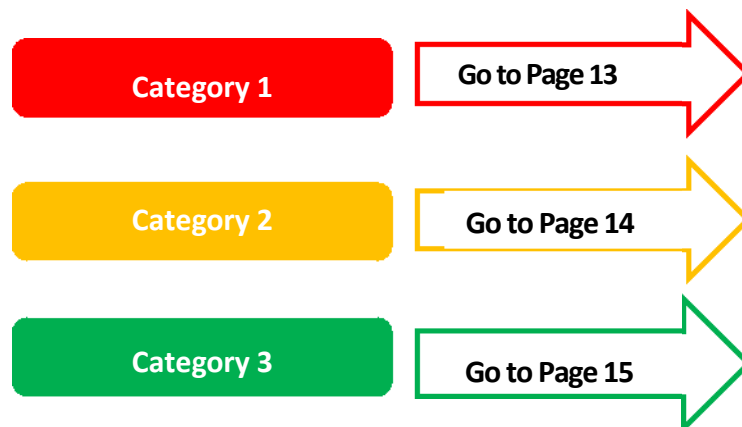 Category 1
Go to Page 13
Category 2
Go to Page 14
Category 3
Go to Page 15